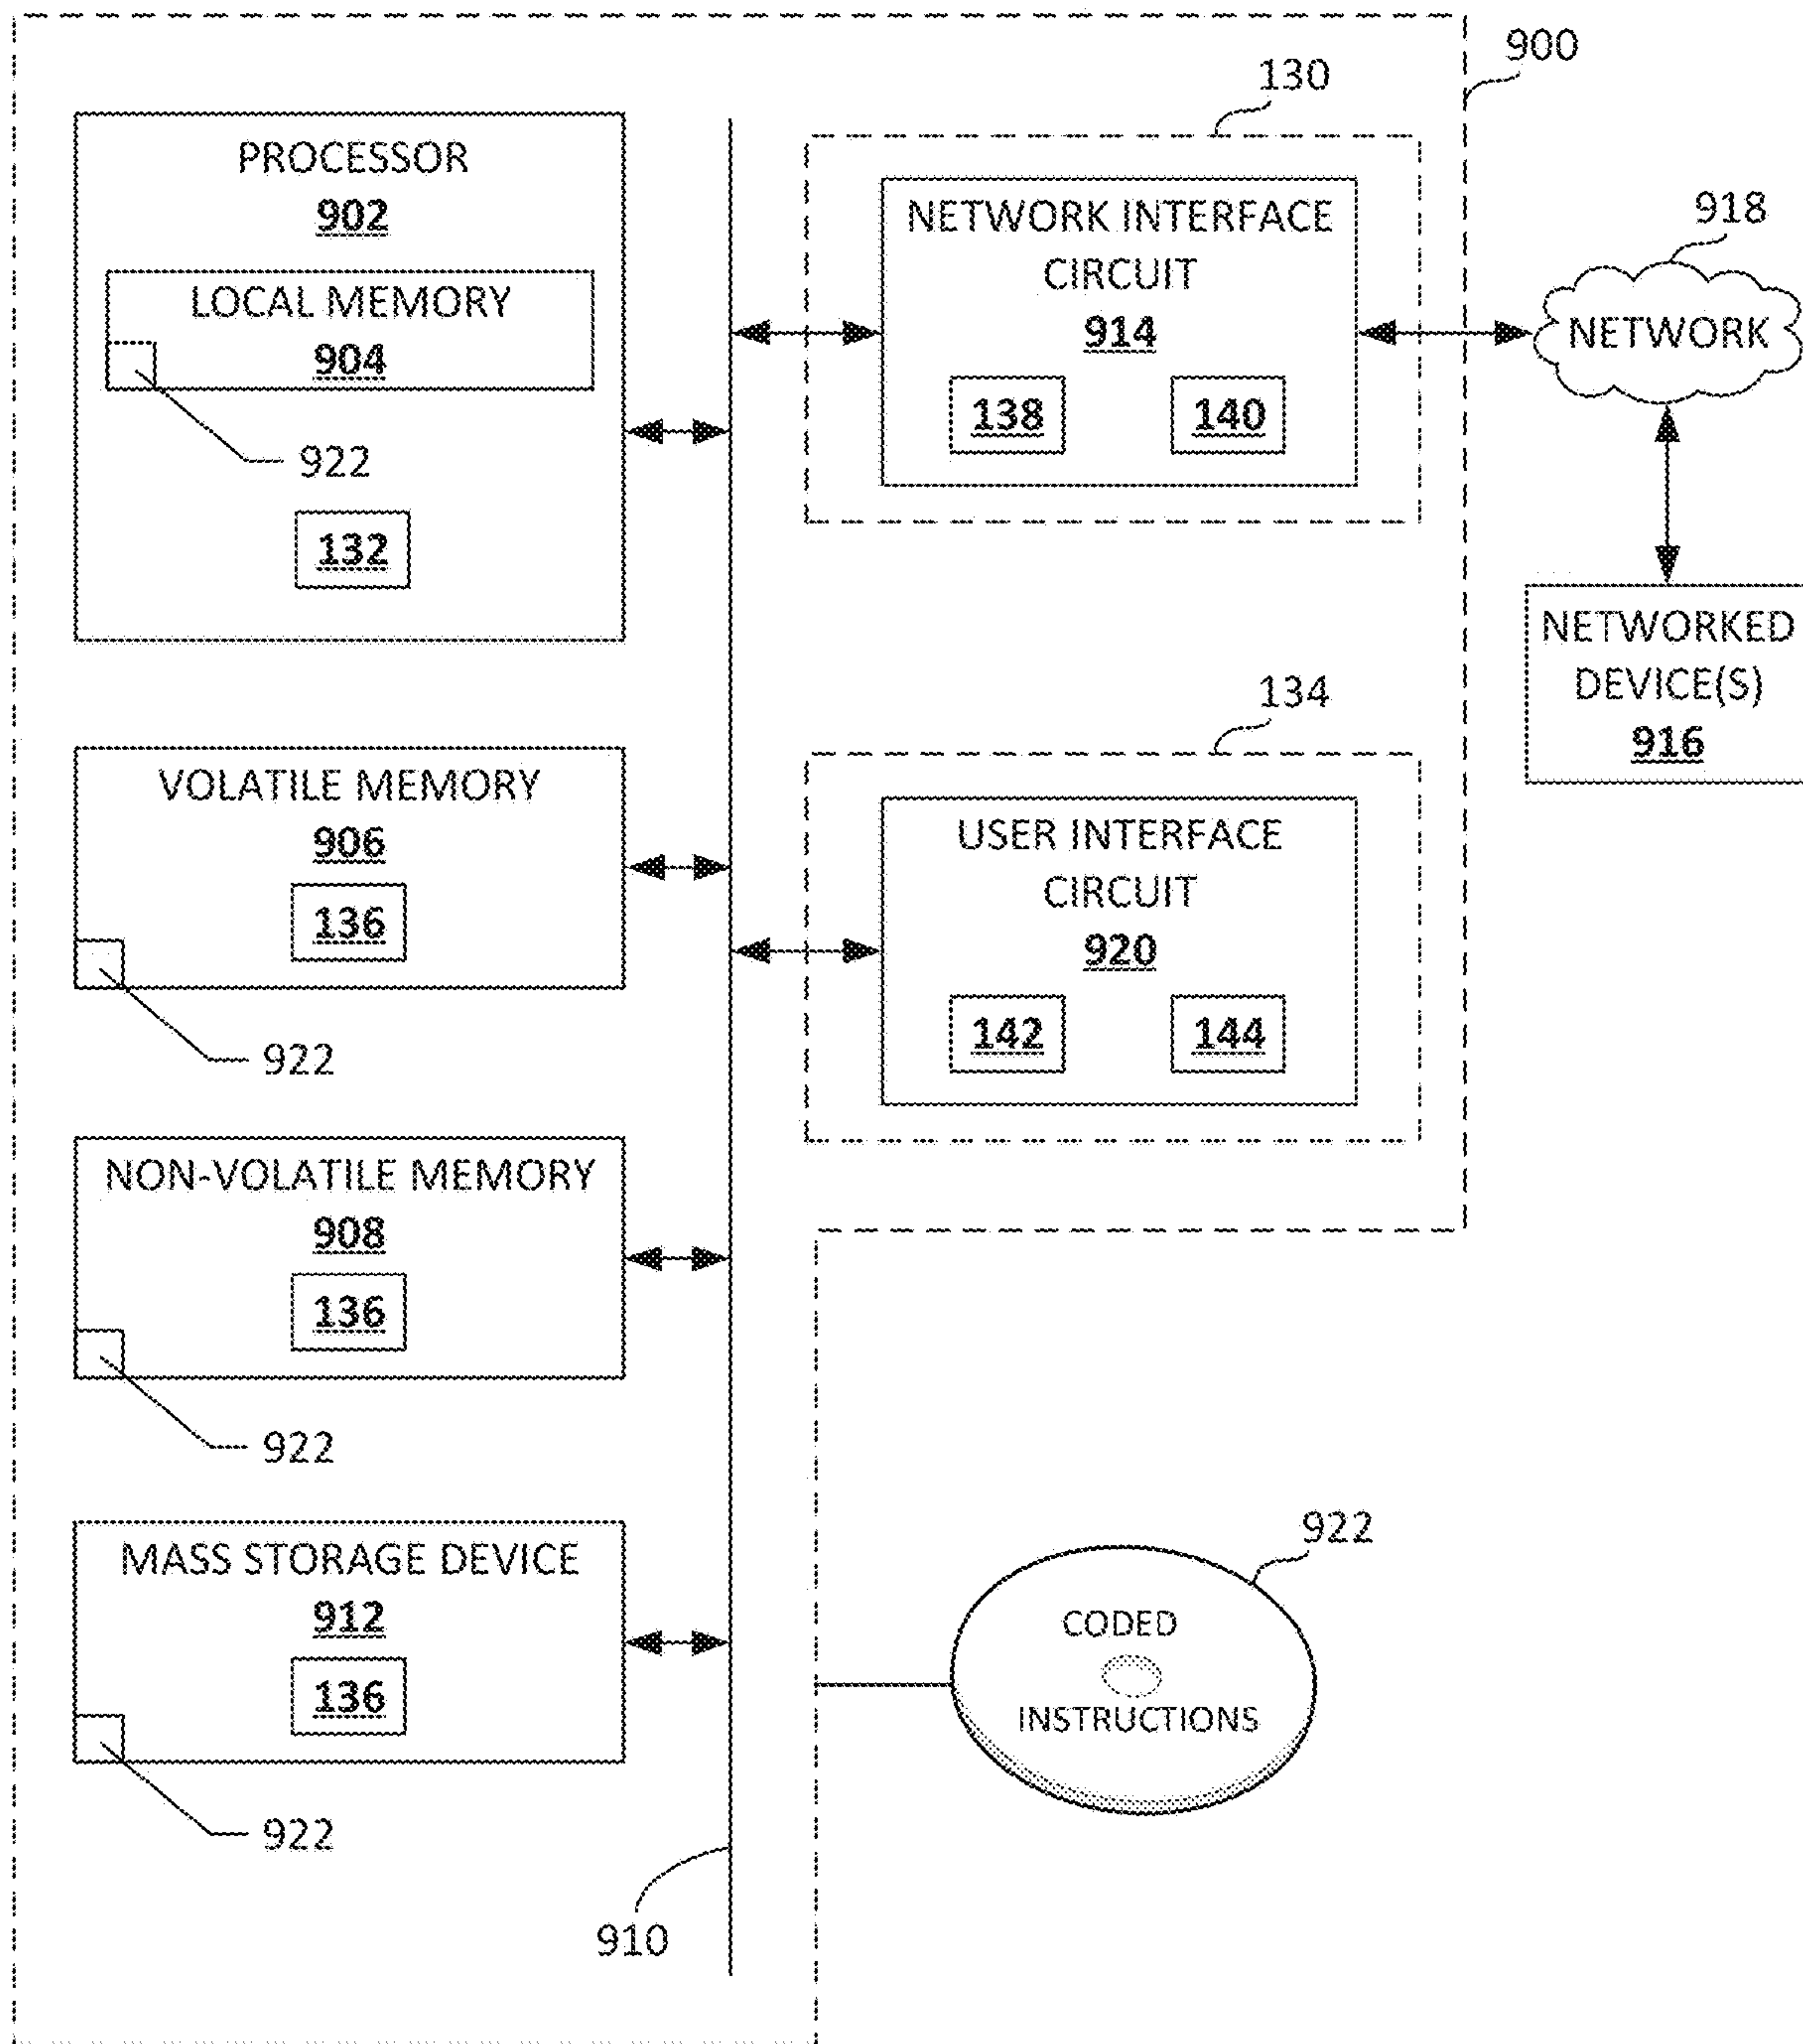 900
130
PROCESSOR
902
LOCAL MEMORY
904
922
132
NETWORK INTERFACE
CIRCUIT
914
138
140
918
NETWORK
NETWORKED
DEVICE(S)
916
134
VOLATILE MEMORY
906
136
922
USER INTERFACE
CIRCUIT
920
142
144
NON-VOLATILE MEMORY
908
136
922
MASS STORAGE DEVICE
912
136
922
910
922
CODED
INSTRUCTIONS